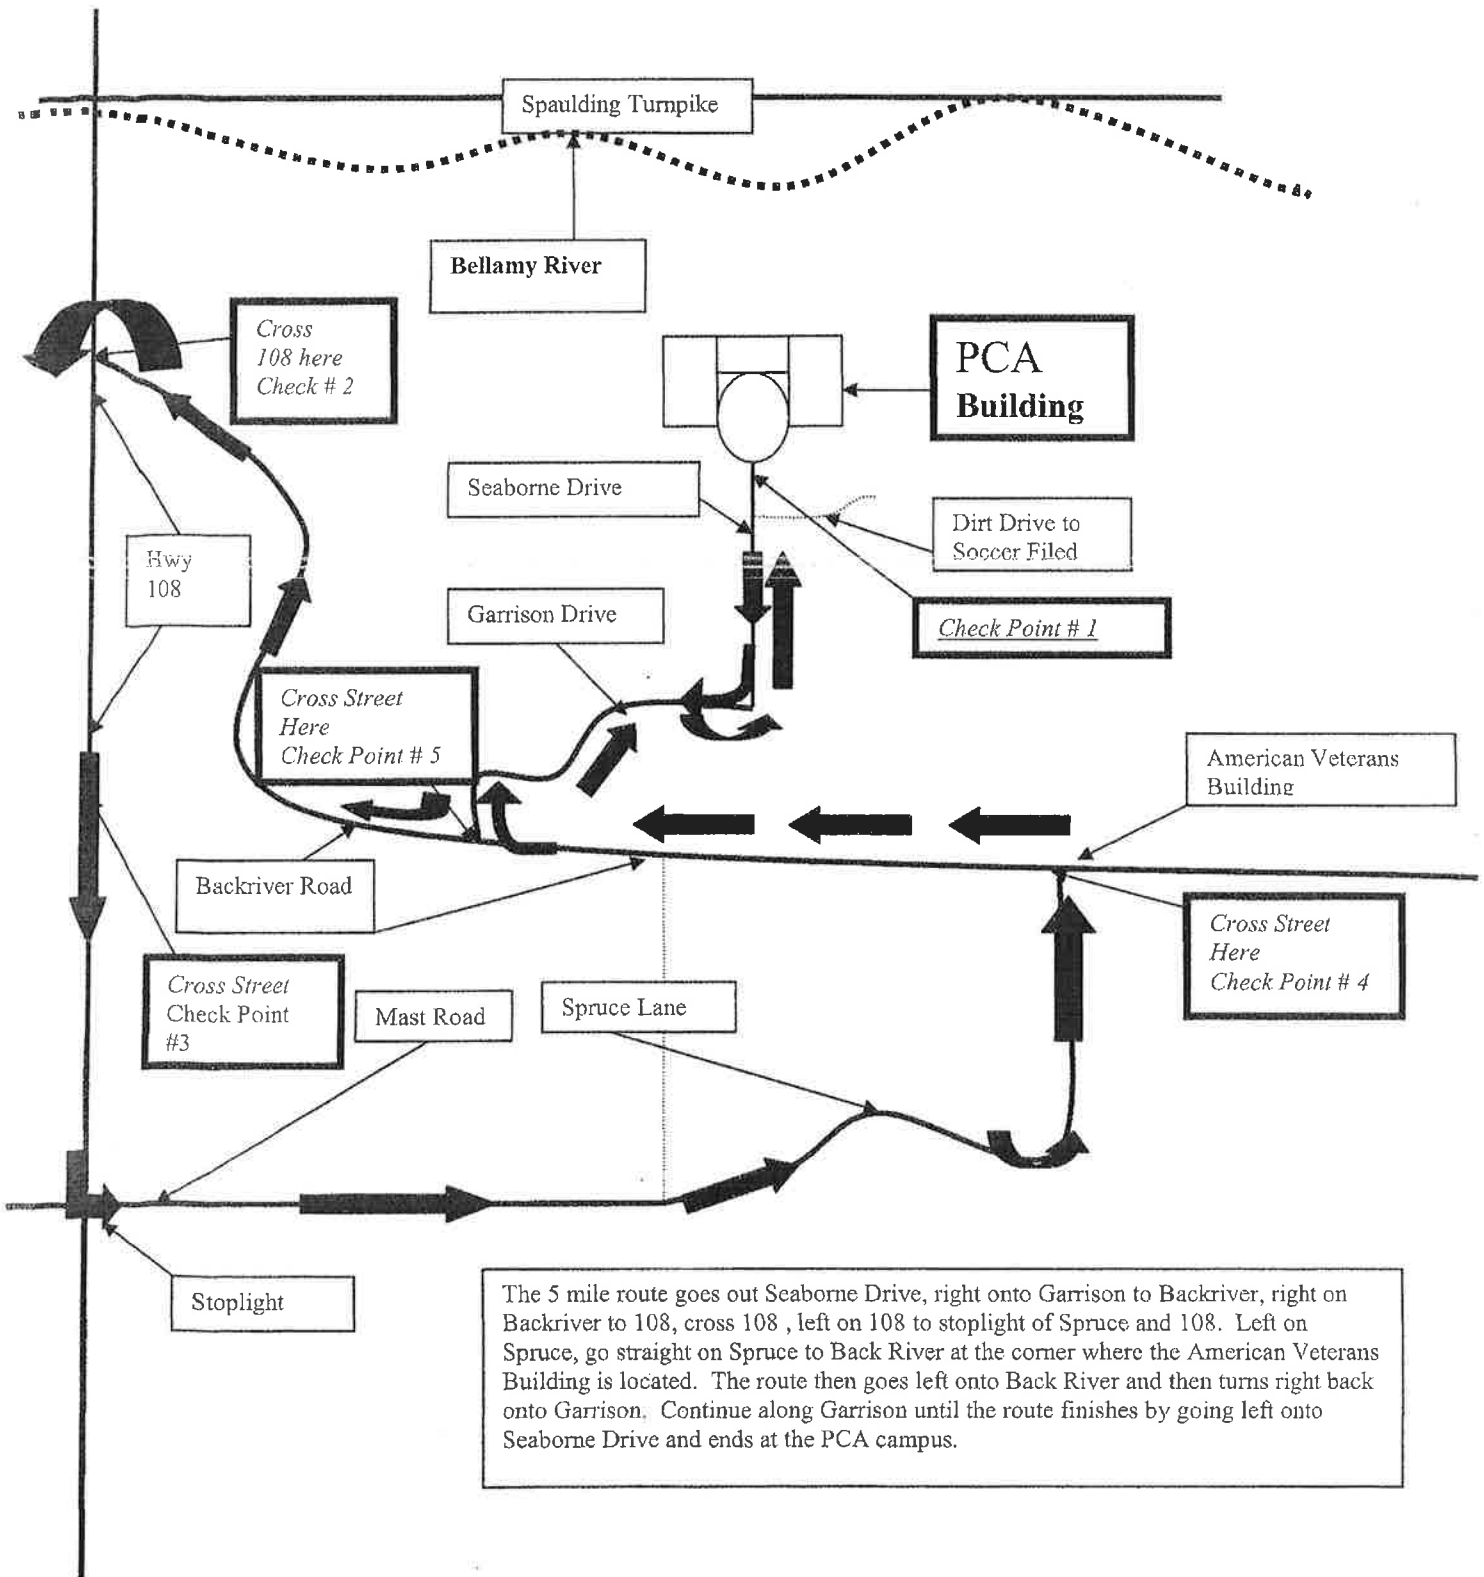 Spaulding Turnpike
Bellamy River
Cross
108 here
Check # 2
PCA
Building
Seaborne Drive
Dirt Drive to
Soccer Filed
Hwy
108
Garrison Drive
Check Point # 1
Cross Street
Here
Check Point # 5
American Veterans
Building
Backriver Road
Cross Street
Here
Check Point # 4
Cross Street
Check Point
#3
Mast Road
Spruce Lane
Stoplight
The 5 mile route goes out Seaborne Drive, right onto Garrison to Backriver, right on
Backriver to 108, cross 108 , left on 108 to stoplight of Spruce and 108. Left on
Spruce, go straight on Spruce to Back River at the corner where the American Veterans
Building is located. The route then goes left onto Back River and then turns right back
onto Garrison. Continue along Garrison until the route finishes by going left onto
Seaborne Drive and ends at the PCA campus.